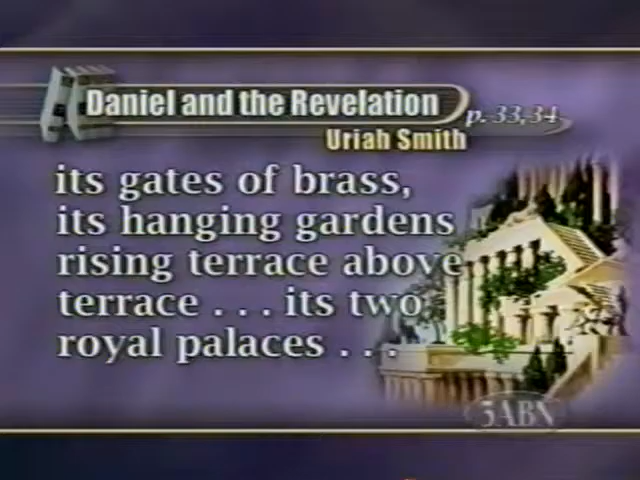 Daniel and the Revelation
p. 33,34
Uriah Smith
its gates of brass,
its hanging gardens
rising terrace above
terrace . . . its two
royal palaces . . .
3ABN